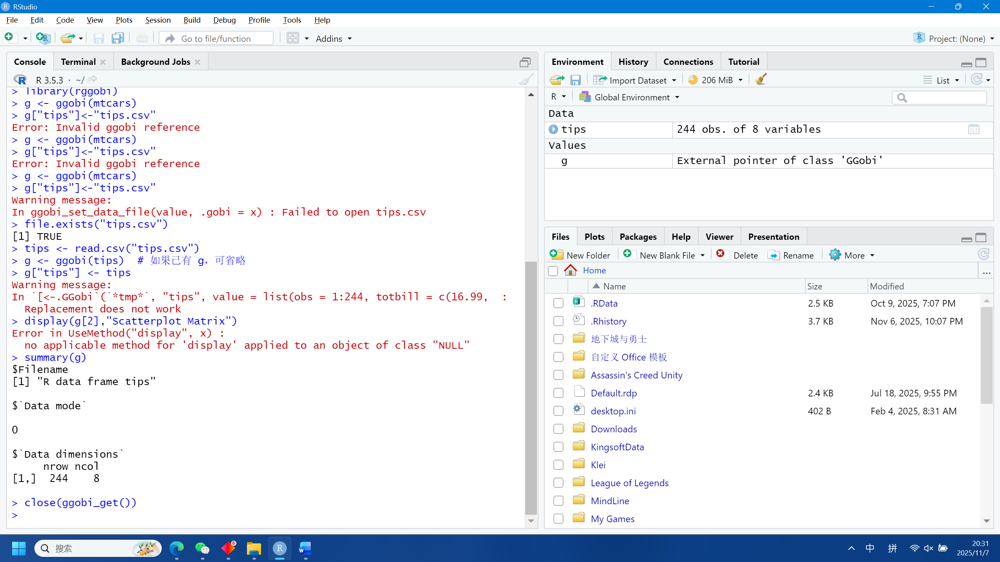 RStudio
File Edit Code View Plots Session Build Debug Profile Tools Help
Go to file/function Addins Project: (None)
Console Terminal Background Jobs
R 3.5.3 · ~/
> library(rggobi)
> g <- ggobi(mtcars)
> g["tips"]<-"tips.csv"
Error: Invalid ggobi reference
> g <- ggobi(mtcars)
> g["tips"]<-"tips.csv"
Error: Invalid ggobi reference
> g <- ggobi(mtcars)
> g["tips"]<-"tips.csv"
Warning message:
In ggobi_set_data_file(value, .gobi = x) : Failed to open tips.csv
> file.exists("tips.csv")
[1] TRUE
> tips <- read.csv("tips.csv")
> g <- ggobi(tips)  # 如果已有 g，可省略
> g["tips"] <- tips
Warning message:
In `[<-.GGobi`(`*tmp*`, "tips", value = list(obs = 1:244, totbill = c(16.99,  :
  Replacement does not work
> display(g[2],"Scatterplot Matrix")
Error in UseMethod("display", x) :
  no applicable method for 'display' applied to an object of class "NULL"
> summary(g)
$Filename
[1] "R data frame tips"
$`Data mode`
0
$`Data dimensions`
     nrow ncol
[1,]  244    8
> close(ggobi_get())
>
Environment History Connections Tutorial
Import Dataset 206 MiB List
R Global Environment
Data
tips 244 obs. of 8 variables
Values
g External pointer of class 'GGobi'
Files Plots Packages Help Viewer Presentation
New Folder New Blank File Delete Rename More
Home ...
Name Size Modified
.RData 2.5 KB Oct 9, 2025, 7:07 PM
.Rhistory 3.7 KB Nov 6, 2025, 10:07 PM
地下城与勇士
自定义 Office 模板
Assassin's Creed Unity
Default.rdp 2.4 KB Jul 18, 2025, 9:55 PM
desktop.ini 402 B Feb 4, 2025, 8:31 AM
Downloads
KingsoftData
Klei
League of Legends
MindLine
My Games
搜索 8 中 拼 20:31
2025/11/7